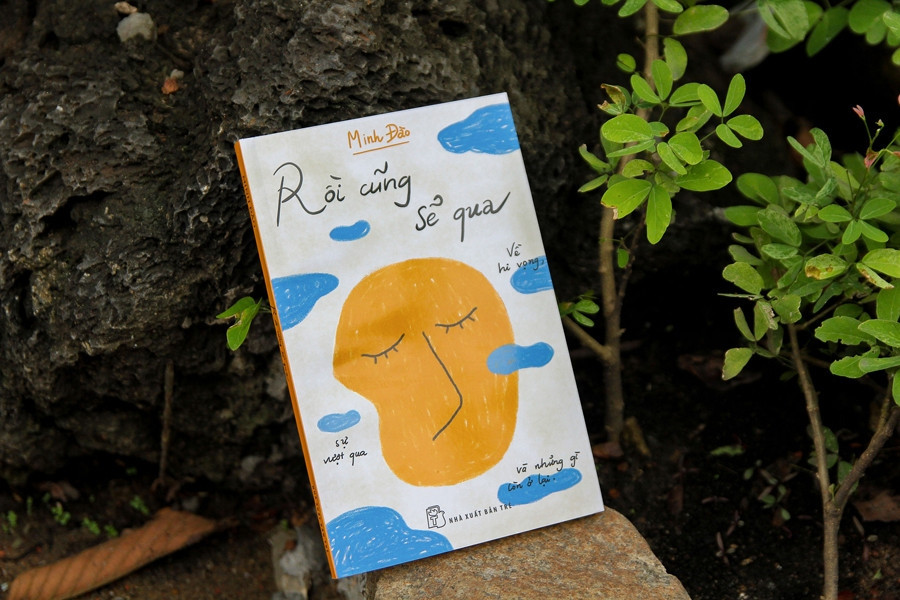 Minh Đào
Rồi cũng
sẽ qua
Về
hi vọng,
sự
vượt qua
và những gì
còn ở lại.
NHÀ XUẤT BẢN TRẺ